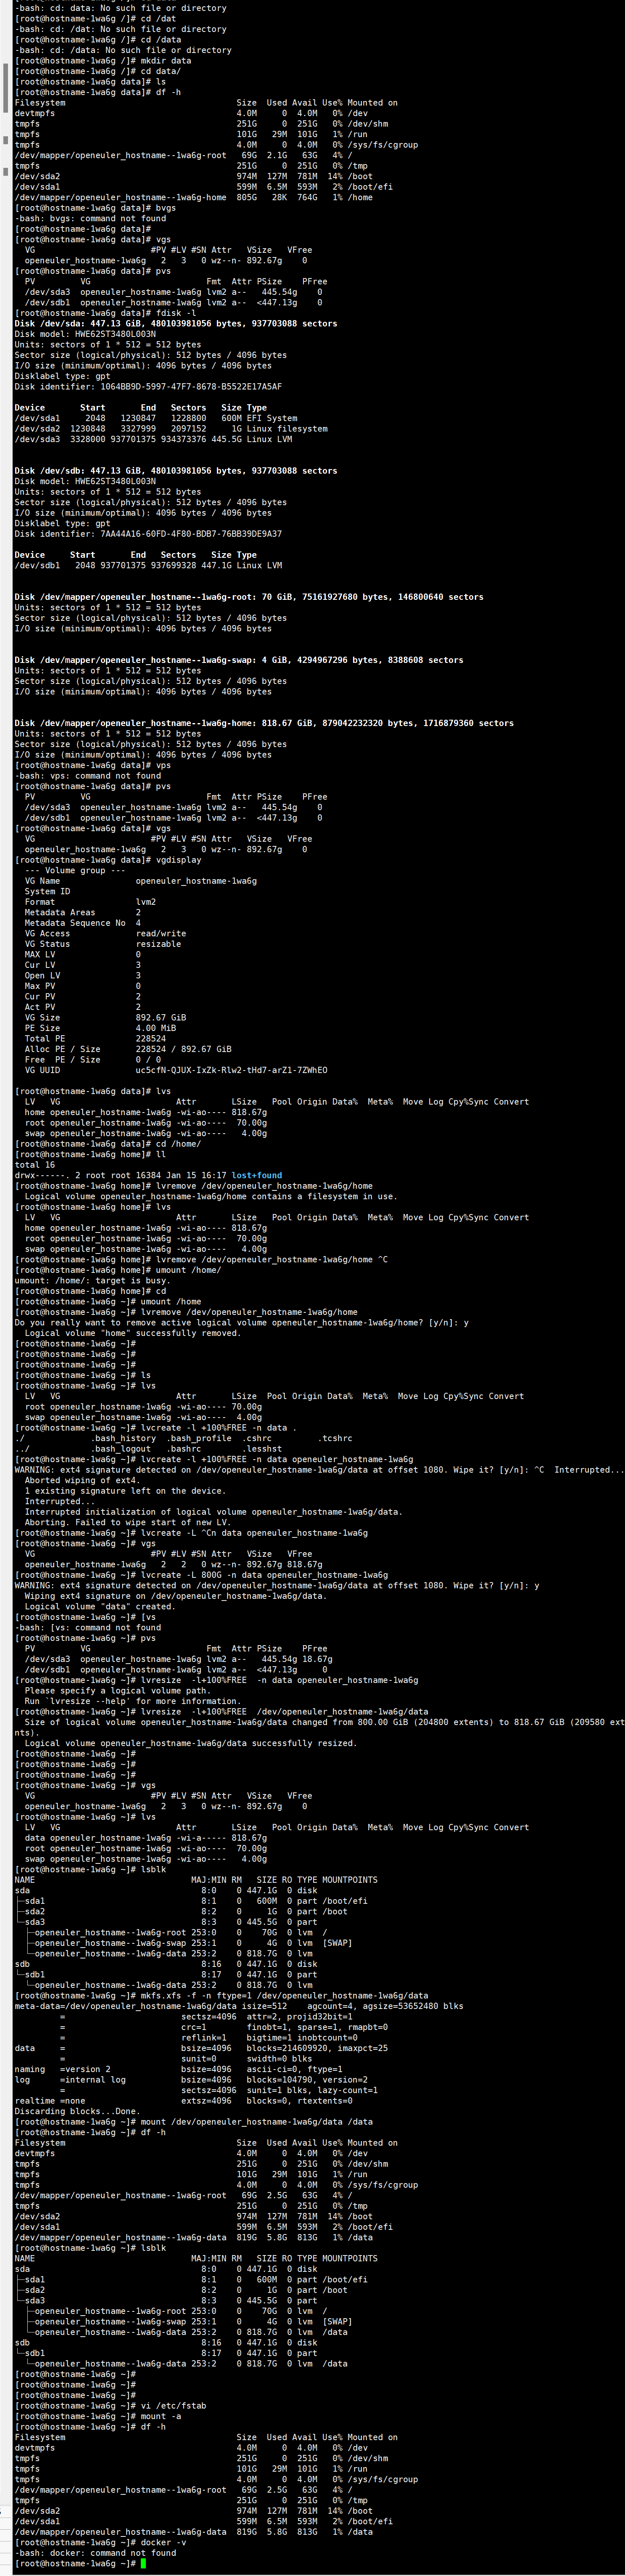 -bash: cd: data: No such file or directory
[root@hostname-1wa6g /]# cd /dat
-bash: cd: /dat: No such file or directory
[root@hostname-1wa6g /]# cd /data
-bash: cd: /data: No such file or directory
[root@hostname-1wa6g /]# mkdir data
[root@hostname-1wa6g /]# cd data/
[root@hostname-1wa6g data]# ls
[root@hostname-1wa6g data]# df -h
Filesystem Size Used Avail Use% Mounted on
devtmpfs 4.0M 0 4.0M 0% /dev
tmpfs 251G 0 251G 0% /dev/shm
tmpfs 101G 29M 101G 1% /run
tmpfs 4.0M 0 4.0M 0% /sys/fs/cgroup
/dev/mapper/openeuler_hostname--1wa6g-root 69G 2.1G 63G 4% /
tmpfs 251G 0 251G 0% /tmp
/dev/sda2 974M 127M 781M 14% /boot
/dev/sda1 599M 6.5M 593M 2% /boot/efi
/dev/mapper/openeuler_hostname--1wa6g-home 805G 28K 764G 1% /home
[root@hostname-1wa6g data]# bvgs
-bash: bvgs: command not found
[root@hostname-1wa6g data]#
[root@hostname-1wa6g data]# vgs
VG #PV #LV #SN Attr VSize VFree
openeuler_hostname-1wa6g 2 3 0 wz--n- 892.67g 0
[root@hostname-1wa6g data]# pvs
PV VG Fmt Attr PSize PFree
/dev/sda3 openeuler_hostname-1wa6g lvm2 a-- 445.54g 0
/dev/sdb1 openeuler_hostname-1wa6g lvm2 a-- <447.13g 0
[root@hostname-1wa6g data]# fdisk -l
Disk /dev/sda: 447.13 GiB, 480103981056 bytes, 937703088 sectors
Disk model: HWE62ST3480L003N
Units: sectors of 1 * 512 = 512 bytes
Sector size (logical/physical): 512 bytes / 4096 bytes
I/O size (minimum/optimal): 4096 bytes / 4096 bytes
Disklabel type: gpt
Disk identifier: 1064BB9D-5997-47F7-8678-B5522E17A5AF
Device Start End Sectors Size Type
/dev/sda1 2048 1230847 1228800 600M EFI System
/dev/sda2 1230848 3327999 2097152 1G Linux filesystem
/dev/sda3 3328000 937701375 934373376 445.5G Linux LVM
Disk /dev/sdb: 447.13 GiB, 480103981056 bytes, 937703088 sectors
Disk model: HWE62ST3480L003N
Units: sectors of 1 * 512 = 512 bytes
Sector size (logical/physical): 512 bytes / 4096 bytes
I/O size (minimum/optimal): 4096 bytes / 4096 bytes
Disklabel type: gpt
Disk identifier: 7AA44A16-60FD-4F80-BDB7-76BB39DE9A37
Device Start End Sectors Size Type
/dev/sdb1 2048 937701375 937699328 447.1G Linux LVM
Disk /dev/mapper/openeuler_hostname--1wa6g-root: 70 GiB, 75161927680 bytes, 146800640 sectors
Units: sectors of 1 * 512 = 512 bytes
Sector size (logical/physical): 512 bytes / 4096 bytes
I/O size (minimum/optimal): 4096 bytes / 4096 bytes
Disk /dev/mapper/openeuler_hostname--1wa6g-swap: 4 GiB, 4294967296 bytes, 8388608 sectors
Units: sectors of 1 * 512 = 512 bytes
Sector size (logical/physical): 512 bytes / 4096 bytes
I/O size (minimum/optimal): 4096 bytes / 4096 bytes
Disk /dev/mapper/openeuler_hostname--1wa6g-home: 818.67 GiB, 879042232320 bytes, 1716879360 sectors
Units: sectors of 1 * 512 = 512 bytes
Sector size (logical/physical): 512 bytes / 4096 bytes
I/O size (minimum/optimal): 4096 bytes / 4096 bytes
[root@hostname-1wa6g data]# vps
-bash: vps: command not found
[root@hostname-1wa6g data]# pvs
PV VG Fmt Attr PSize PFree
/dev/sda3 openeuler_hostname-1wa6g lvm2 a-- 445.54g 0
/dev/sdb1 openeuler_hostname-1wa6g lvm2 a-- <447.13g 0
[root@hostname-1wa6g data]# vgs
VG #PV #LV #SN Attr VSize VFree
openeuler_hostname-1wa6g 2 3 0 wz--n- 892.67g 0
[root@hostname-1wa6g data]# vgdisplay
--- Volume group ---
VG Name openeuler_hostname-1wa6g
System ID
Format lvm2
Metadata Areas 2
Metadata Sequence No 4
VG Access read/write
VG Status resizable
MAX LV 0
Cur LV 3
Open LV 3
Max PV 0
Cur PV 2
Act PV 2
VG Size 892.67 GiB
PE Size 4.00 MiB
Total PE 228524
Alloc PE / Size 228524 / 892.67 GiB
Free PE / Size 0 / 0
VG UUID uc5cfN-QJUX-IxZk-Rlw2-tHd7-arZ1-7ZWhEO
[root@hostname-1wa6g data]# lvs
LV VG Attr LSize Pool Origin Data% Meta% Move Log Cpy%Sync Convert
home openeuler_hostname-1wa6g -wi-ao---- 818.67g
root openeuler_hostname-1wa6g -wi-ao---- 70.00g
swap openeuler_hostname-1wa6g -wi-ao---- 4.00g
[root@hostname-1wa6g data]# cd /home/
[root@hostname-1wa6g home]# ll
total 16
drwx------. 2 root root 16384 Jan 15 16:17 lost+found
[root@hostname-1wa6g home]# lvremove /dev/openeuler_hostname-1wa6g/home
Logical volume openeuler_hostname-1wa6g/home contains a filesystem in use.
[root@hostname-1wa6g home]# lvs
LV VG Attr LSize Pool Origin Data% Meta% Move Log Cpy%Sync Convert
home openeuler_hostname-1wa6g -wi-ao---- 818.67g
root openeuler_hostname-1wa6g -wi-ao---- 70.00g
swap openeuler_hostname-1wa6g -wi-ao---- 4.00g
[root@hostname-1wa6g home]# lvremove /dev/openeuler_hostname-1wa6g/home ^C
[root@hostname-1wa6g home]# umount /home/
umount: /home/: target is busy.
[root@hostname-1wa6g home]# cd
[root@hostname-1wa6g ~]# umount /home
[root@hostname-1wa6g ~]# lvremove /dev/openeuler_hostname-1wa6g/home
Do you really want to remove active logical volume openeuler_hostname-1wa6g/home? [y/n]: y
Logical volume "home" successfully removed.
[root@hostname-1wa6g ~]#
[root@hostname-1wa6g ~]#
[root@hostname-1wa6g ~]#
[root@hostname-1wa6g ~]# ls
[root@hostname-1wa6g ~]# lvs
LV VG Attr LSize Pool Origin Data% Meta% Move Log Cpy%Sync Convert
root openeuler_hostname-1wa6g -wi-ao---- 70.00g
swap openeuler_hostname-1wa6g -wi-ao---- 4.00g
[root@hostname-1wa6g ~]# lvcreate -l +100%FREE -n data .
./ .bash_history .bash_profile .cshrc .tcshrc
../ .bash_logout .bashrc .lesshst
[root@hostname-1wa6g ~]# lvcreate -l +100%FREE -n data openeuler_hostname-1wa6g
WARNING: ext4 signature detected on /dev/openeuler_hostname-1wa6g/data at offset 1080. Wipe it? [y/n]: ^C Interrupted...
Aborted wiping of ext4.
1 existing signature left on the device.
Interrupted...
Interrupted initialization of logical volume openeuler_hostname-1wa6g/data.
Aborting. Failed to wipe start of new LV.
[root@hostname-1wa6g ~]# lvcreate -L ^Cn data openeuler_hostname-1wa6g
[root@hostname-1wa6g ~]# vgs
VG #PV #LV #SN Attr VSize VFree
openeuler_hostname-1wa6g 2 2 0 wz--n- 892.67g 818.67g
[root@hostname-1wa6g ~]# lvcreate -L 800G -n data openeuler_hostname-1wa6g
WARNING: ext4 signature detected on /dev/openeuler_hostname-1wa6g/data at offset 1080. Wipe it? [y/n]: y
Wiping ext4 signature on /dev/openeuler_hostname-1wa6g/data.
Logical volume "data" created.
[root@hostname-1wa6g ~]# [vs
-bash: [vs: command not found
[root@hostname-1wa6g ~]# pvs
PV VG Fmt Attr PSize PFree
/dev/sda3 openeuler_hostname-1wa6g lvm2 a-- 445.54g 18.67g
/dev/sdb1 openeuler_hostname-1wa6g lvm2 a-- <447.13g 0
[root@hostname-1wa6g ~]# lvresize -l+100%FREE -n data openeuler_hostname-1wa6g
Please specify a logical volume path.
Run `lvresize --help' for more information.
[root@hostname-1wa6g ~]# lvresize -l+100%FREE /dev/openeuler_hostname-1wa6g/data
Size of logical volume openeuler_hostname-1wa6g/data changed from 800.00 GiB (204800 extents) to 818.67 GiB (209580 exte
nts).
Logical volume openeuler_hostname-1wa6g/data successfully resized.
[root@hostname-1wa6g ~]#
[root@hostname-1wa6g ~]#
[root@hostname-1wa6g ~]#
[root@hostname-1wa6g ~]# vgs
VG #PV #LV #SN Attr VSize VFree
openeuler_hostname-1wa6g 2 3 0 wz--n- 892.67g 0
[root@hostname-1wa6g ~]# lvs
LV VG Attr LSize Pool Origin Data% Meta% Move Log Cpy%Sync Convert
data openeuler_hostname-1wa6g -wi-a----- 818.67g
root openeuler_hostname-1wa6g -wi-ao---- 70.00g
swap openeuler_hostname-1wa6g -wi-ao---- 4.00g
[root@hostname-1wa6g ~]# lsblk
NAME MAJ:MIN RM SIZE RO TYPE MOUNTPOINTS
sda 8:0 0 447.1G 0 disk
├─sda1 8:1 0 600M 0 part /boot/efi
├─sda2 8:2 0 1G 0 part /boot
└─sda3 8:3 0 445.5G 0 part
├─openeuler_hostname--1wa6g-root 253:0 0 70G 0 lvm /
├─openeuler_hostname--1wa6g-swap 253:1 0 4G 0 lvm [SWAP]
└─openeuler_hostname--1wa6g-data 253:2 0 818.7G 0 lvm
sdb 8:16 0 447.1G 0 disk
└─sdb1 8:17 0 447.1G 0 part
└─openeuler_hostname--1wa6g-data 253:2 0 818.7G 0 lvm
[root@hostname-1wa6g ~]# mkfs.xfs -f -n ftype=1 /dev/openeuler_hostname-1wa6g/data
meta-data=/dev/openeuler_hostname-1wa6g/data isize=512 agcount=4, agsize=53652480 blks
= sectsz=4096 attr=2, projid32bit=1
= crc=1 finobt=1, sparse=1, rmapbt=0
= reflink=1 bigtime=1 inobtcount=0
data = bsize=4096 blocks=214609920, imaxpct=25
= sunit=0 swidth=0 blks
naming =version 2 bsize=4096 ascii-ci=0, ftype=1
log =internal log bsize=4096 blocks=104790, version=2
= sectsz=4096 sunit=1 blks, lazy-count=1
realtime =none extsz=4096 blocks=0, rtextents=0
Discarding blocks...Done.
[root@hostname-1wa6g ~]# mount /dev/openeuler_hostname-1wa6g/data /data
[root@hostname-1wa6g ~]# df -h
Filesystem Size Used Avail Use% Mounted on
devtmpfs 4.0M 0 4.0M 0% /dev
tmpfs 251G 0 251G 0% /dev/shm
tmpfs 101G 29M 101G 1% /run
tmpfs 4.0M 0 4.0M 0% /sys/fs/cgroup
/dev/mapper/openeuler_hostname--1wa6g-root 69G 2.5G 63G 4% /
tmpfs 251G 0 251G 0% /tmp
/dev/sda2 974M 127M 781M 14% /boot
/dev/sda1 599M 6.5M 593M 2% /boot/efi
/dev/mapper/openeuler_hostname--1wa6g-data 819G 5.8G 813G 1% /data
[root@hostname-1wa6g ~]# lsblk
NAME MAJ:MIN RM SIZE RO TYPE MOUNTPOINTS
sda 8:0 0 447.1G 0 disk
├─sda1 8:1 0 600M 0 part /boot/efi
├─sda2 8:2 0 1G 0 part /boot
└─sda3 8:3 0 445.5G 0 part
├─openeuler_hostname--1wa6g-root 253:0 0 70G 0 lvm /
├─openeuler_hostname--1wa6g-swap 253:1 0 4G 0 lvm [SWAP]
└─openeuler_hostname--1wa6g-data 253:2 0 818.7G 0 lvm /data
sdb 8:16 0 447.1G 0 disk
└─sdb1 8:17 0 447.1G 0 part
└─openeuler_hostname--1wa6g-data 253:2 0 818.7G 0 lvm /data
[root@hostname-1wa6g ~]#
[root@hostname-1wa6g ~]#
[root@hostname-1wa6g ~]#
[root@hostname-1wa6g ~]# vi /etc/fstab
[root@hostname-1wa6g ~]# mount -a
[root@hostname-1wa6g ~]# df -h
Filesystem Size Used Avail Use% Mounted on
devtmpfs 4.0M 0 4.0M 0% /dev
tmpfs 251G 0 251G 0% /dev/shm
tmpfs 101G 29M 101G 1% /run
tmpfs 4.0M 0 4.0M 0% /sys/fs/cgroup
/dev/mapper/openeuler_hostname--1wa6g-root 69G 2.5G 63G 4% /
tmpfs 251G 0 251G 0% /tmp
/dev/sda2 974M 127M 781M 14% /boot
/dev/sda1 599M 6.5M 593M 2% /boot/efi
/dev/mapper/openeuler_hostname--1wa6g-data 819G 5.8G 813G 1% /data
[root@hostname-1wa6g ~]# docker -v
-bash: docker: command not found
[root@hostname-1wa6g ~]#